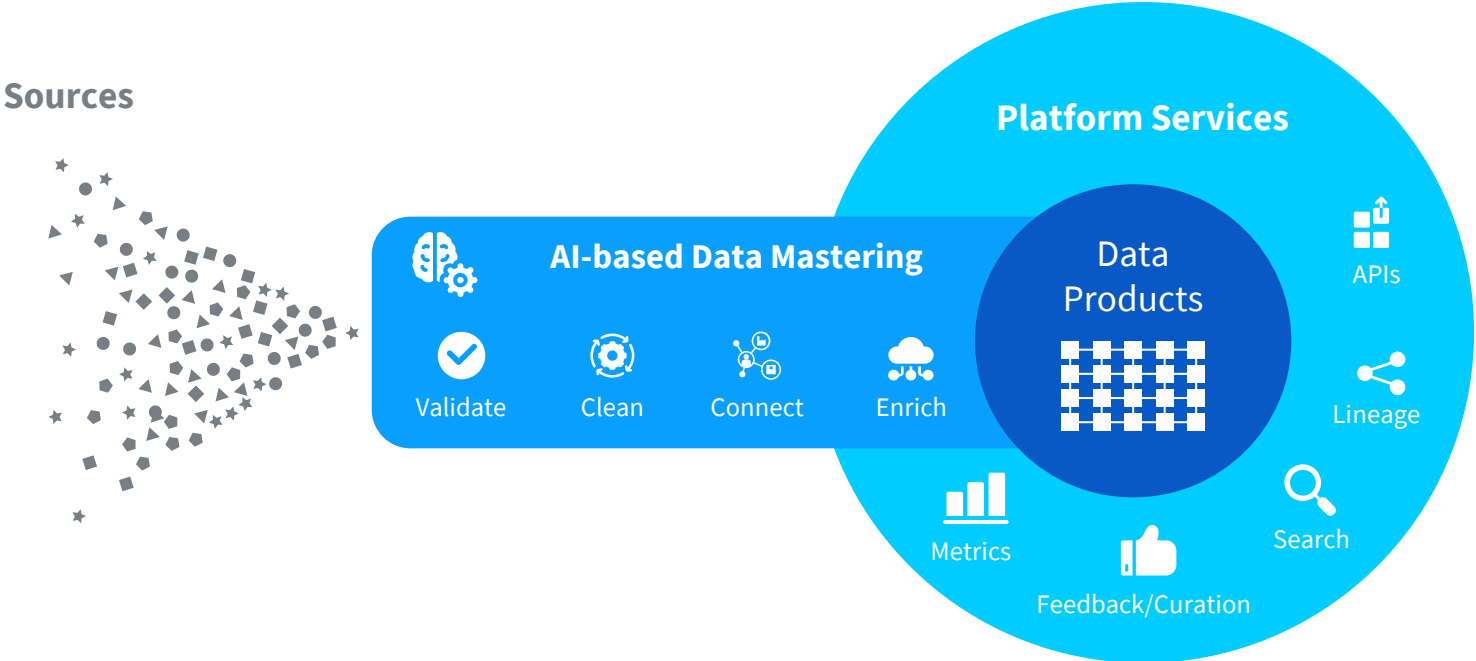 Sources
Platform Services
AI-based Data Mastering
Validate
Clean
Connect
Enrich
Data
Products
APIs
Lineage
Search
Feedback/Curation
Metrics